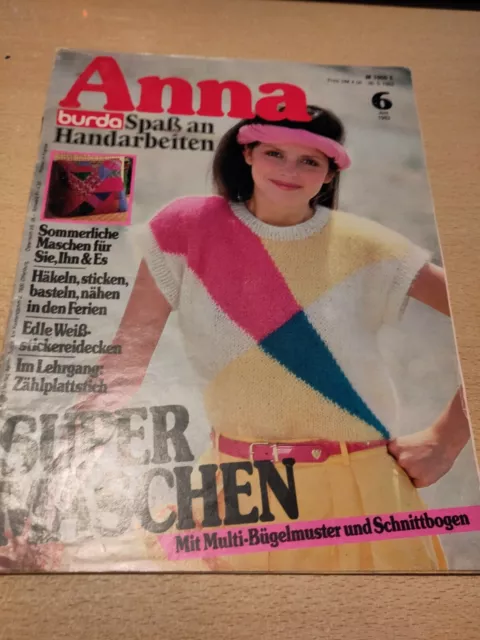 Anna
burda
Spaß an
Handarbeiten
6
Sommerliche
Maschen für
Sie, Ihn & Es
Häkeln, sticken,
basteln, nähen
in den Ferien
Edle Weiß-
stickereidecken
Im Lehrgang:
Zählplattstich
SUPER
MASCHEN
Mit Multi-Bügelmuster und Schnittbogen